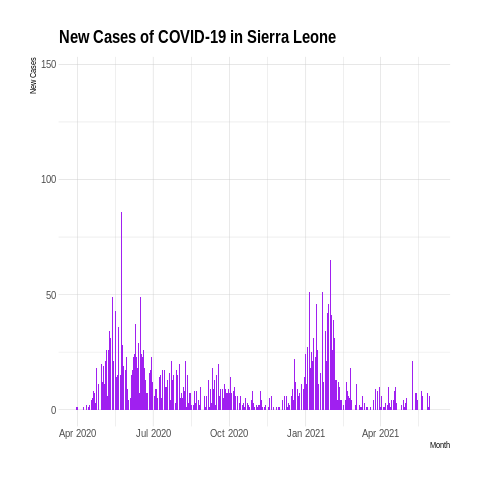 New Cases of COVID-19 in Sierra Leone
New Cases
150
100
50
0
Apr 2020 Jul 2020 Oct 2020 Jan 2021 Apr 2021
Month